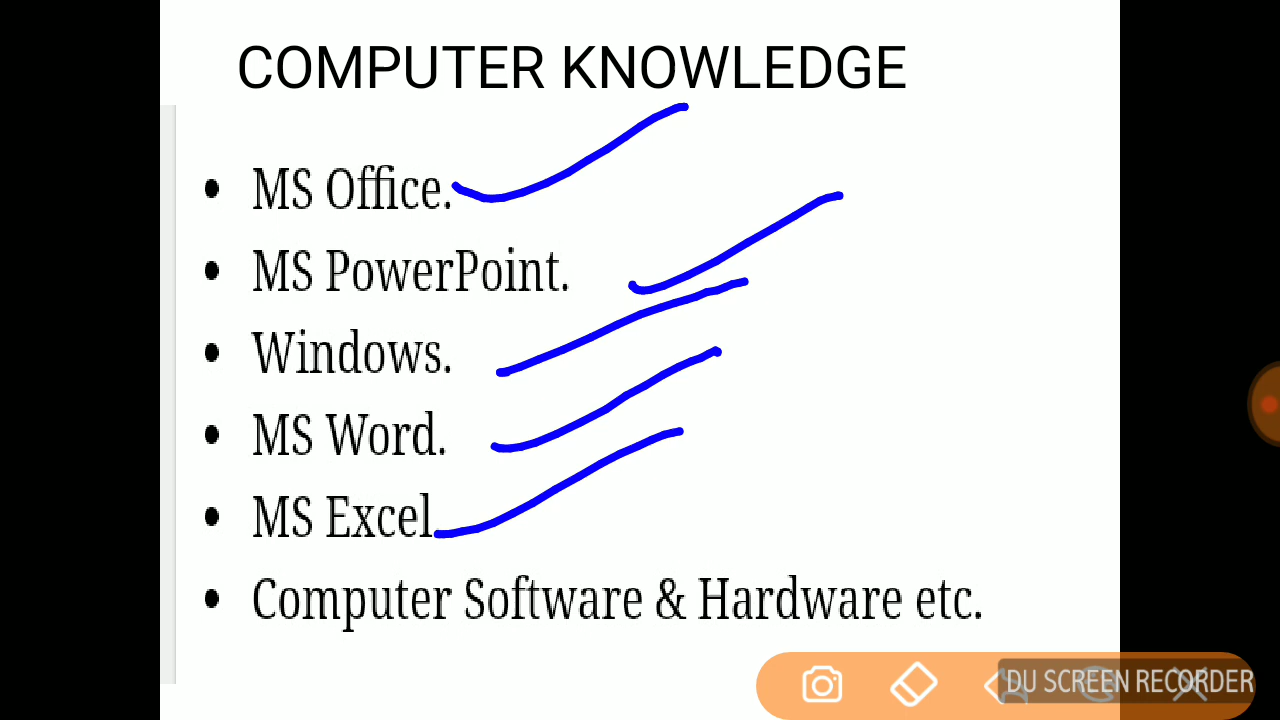 COMPUTER KNOWLEDGE
• MS Office.
• MS PowerPoint.
• Windows.
• MS Word.
• MS Excel.
• Computer Software & Hardware etc.
DU SCREEN RECORDER